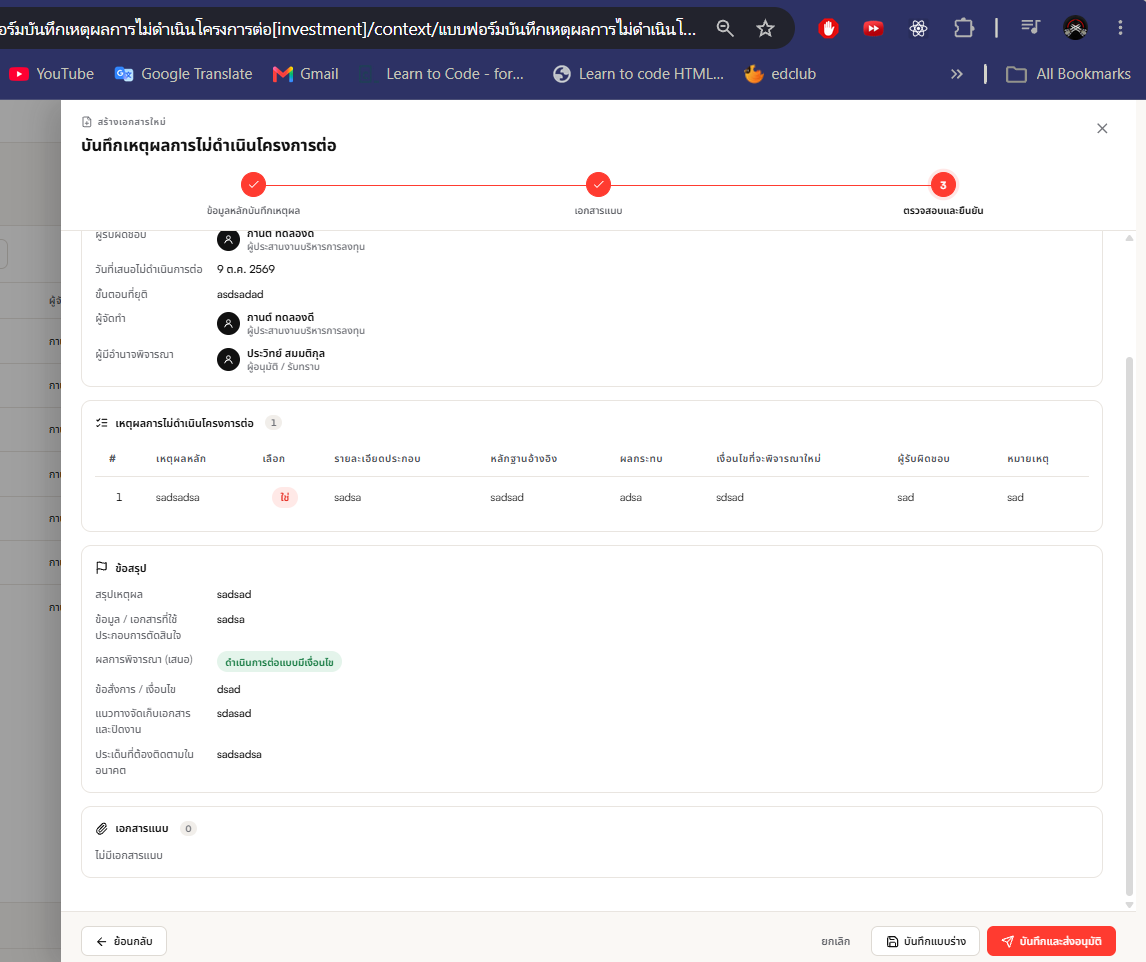 อร์มบันทึกเหตุผลการไม่ดำเนินโครงการต่อ[investment]/context/แบบฟอร์มบันทึกเหตุผลการไม่ดำเนินโ...
YouTube Google Translate Gmail Learn to Code - for... Learn to code HTML... edclub All Bookmarks
สร้างเอกสารใหม่
บันทึกเหตุผลการไม่ดำเนินโครงการต่อ
3
ข้อมูลหลักบันทึกเหตุผล เอกสารแนบ ตรวจสอบและยืนยัน
ผู้รับผิดชอบ กานต์ ทดลองดี
ผู้ประสานงานบริหารการลงทุน
วันที่เสนอไม่ดำเนินการต่อ 9 ต.ค. 2569
ขั้นตอนที่ยุติ asdsadad
ผู้จัดทำ กานต์ ทดลองดี
ผู้ประสานงานบริหารการลงทุน
ผู้มีอำนาจพิจารณา ประวิทย์ สมมติกุล
ผู้อนุมัติ / รับทราบ
เหตุผลการไม่ดำเนินโครงการต่อ 1
# เหตุผลหลัก เลือก รายละเอียดประกอบ หลักฐานอ้างอิง ผลกระทบ เงื่อนไขที่จะพิจารณาใหม่ ผู้รับผิดชอบ หมายเหตุ
1 sadsadsa ใช่ sadsa sadsad adsa sdsad sad sad
ข้อสรุป
สรุปเหตุผล sadsad
ข้อมูล / เอกสารที่ใช้ sadsa
ประกอบการตัดสินใจ
ผลการพิจารณา (เสนอ) ดำเนินการต่อแบบมีเงื่อนไข
ข้อสั่งการ / เงื่อนไข dsad
แนวทางจัดเก็บเอกสาร sdasad
และปิดงาน
ประเด็นที่ต้องติดตามใน sadsadsa
อนาคต
เอกสารแนบ 0
ไม่มีเอกสารแนบ
ย้อนกลับ ยกเลิก บันทึกแบบร่าง บันทึกและส่งอนุมัติ